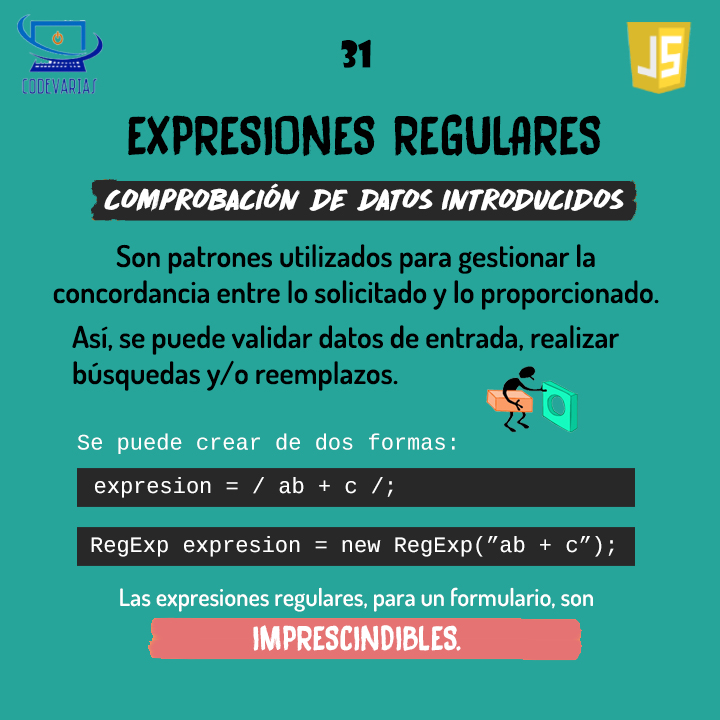 CODEVARIAS
31
JS
EXPRESIONES REGULARES
COMPROBACIÓN DE DATOS INTRODUCIDOS
Son patrones utilizados para gestionar la
concordancia entre lo solicitado y lo proporcionado.
Así, se puede validar datos de entrada, realizar
búsquedas y/o reemplazos.
Se puede crear de dos formas:
expresion = / ab + c /;
RegExp expresion = new RegExp(”ab + c”);
Las expresiones regulares, para un formulario, son
IMPRESCINDIBLES.